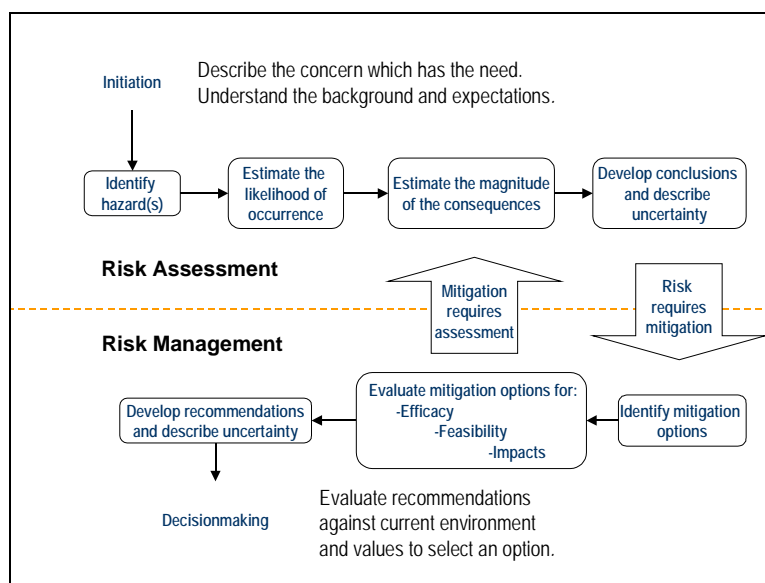 Describe the concern which has the need.
Initiation
Understand the background and expectations.
Identify
hazard(s)
Estimate the
likelihood of
occurrence
Estimate the magnitude
of the consequences
Develop conclusions
and describe
uncertainty
Risk Assessment
Mitigation
requires
assessment
Risk
requires
mitigation
Risk Management
Develop recommendations
and describe uncertainty
Evaluate mitigation options for:
-Efficacy
-Feasibility
-Impacts
Identify mitigation
options
Decisionmaking
Evaluate recommendations
against current environment
and values to select an option.